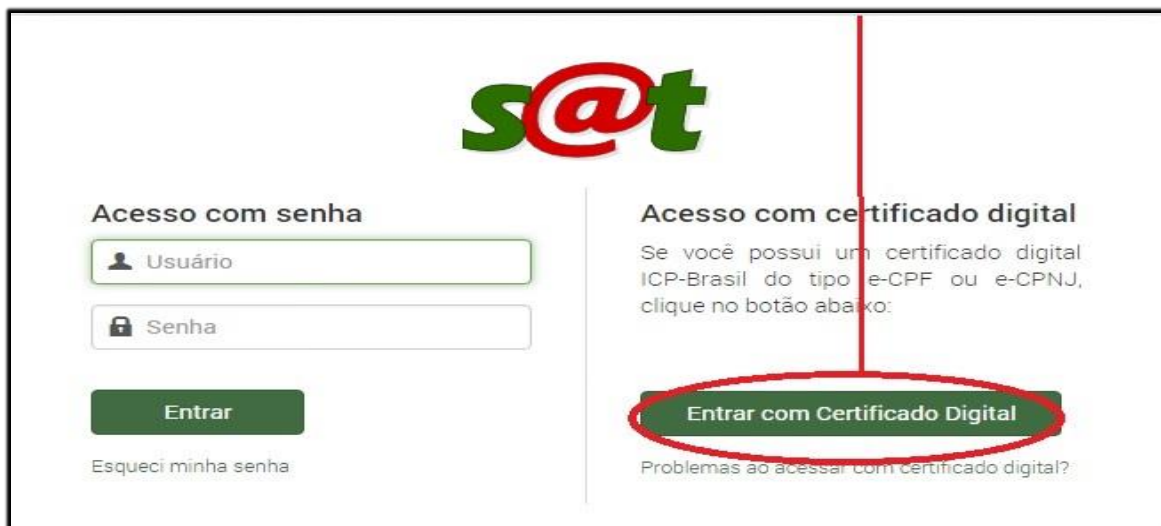 s@t
Acesso com senha
Usuário
Senha
Entrar
Esqueci minha senha
Acesso com certificado digital
Se você possui um certificado digital
ICP-Brasil do tipo e-CPF ou e-CPNJ,
clique no botão abaixo:
Entrar com Certificado Digital
Problemas ao acessar com certificado digital?